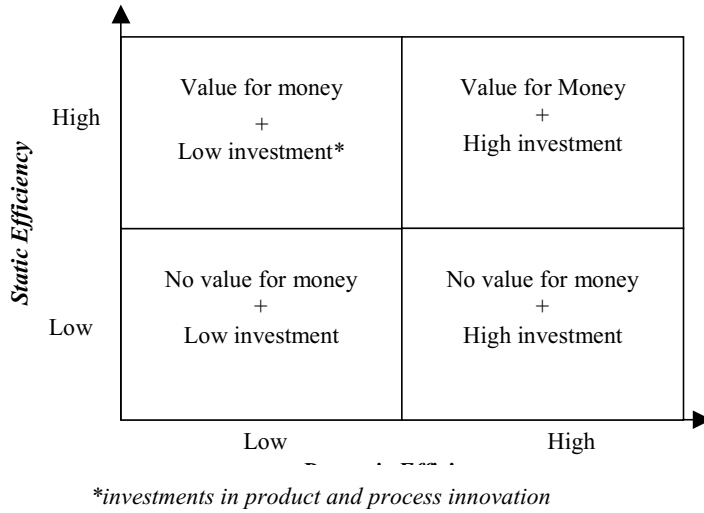 Value for money
+
Low investment*
Value for Money
+
High investment
High
Static Efficiency
No value for money
+
Low investment
No value for money
+
High investment
Low
Low
High
*investments in product and process innovation